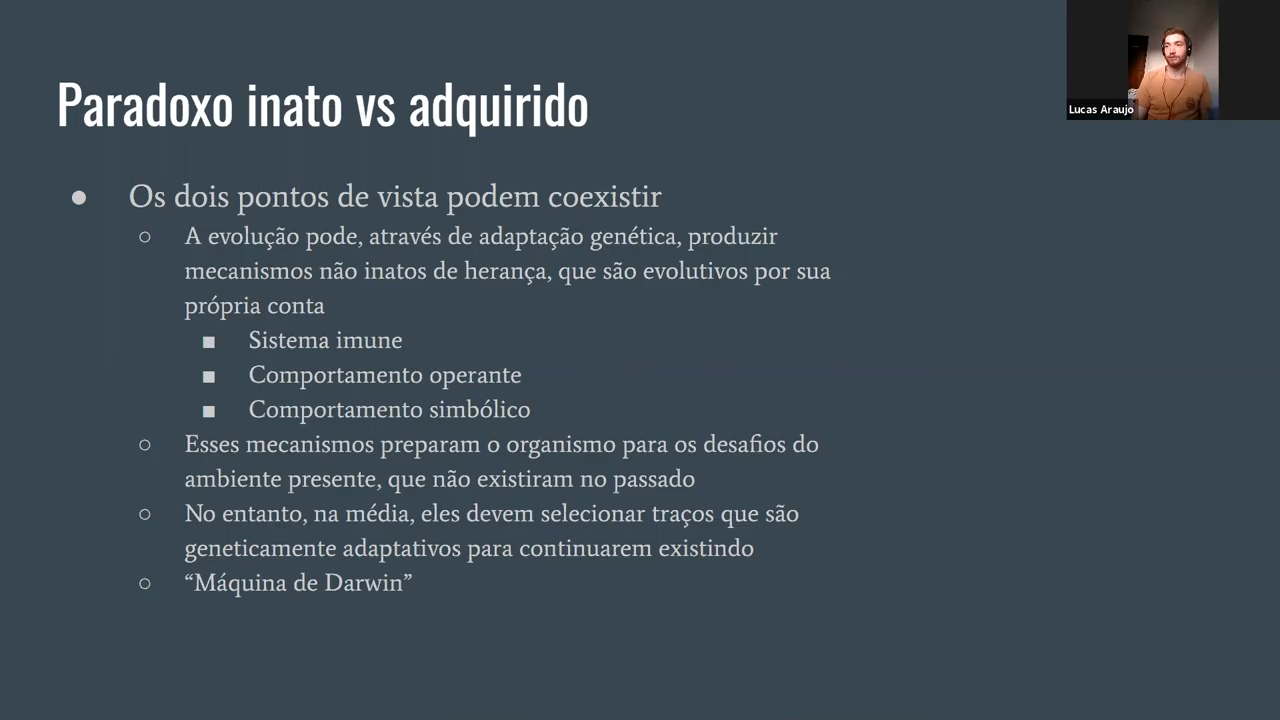 Paradoxo inato vs adquirido
Lucas Araujo
● Os dois pontos de vista podem coexistir
○ A evolução pode, através de adaptação genética, produzir
mecanismos não inatos de herança, que são evolutivos por sua
própria conta
■ Sistema imune
■ Comportamento operante
■ Comportamento simbólico
○ Esses mecanismos preparam o organismo para os desafios do
ambiente presente, que não existiram no passado
○ No entanto, na média, eles devem selecionar traços que são
geneticamente adaptativos para continuarem existindo
○ “Máquina de Darwin”